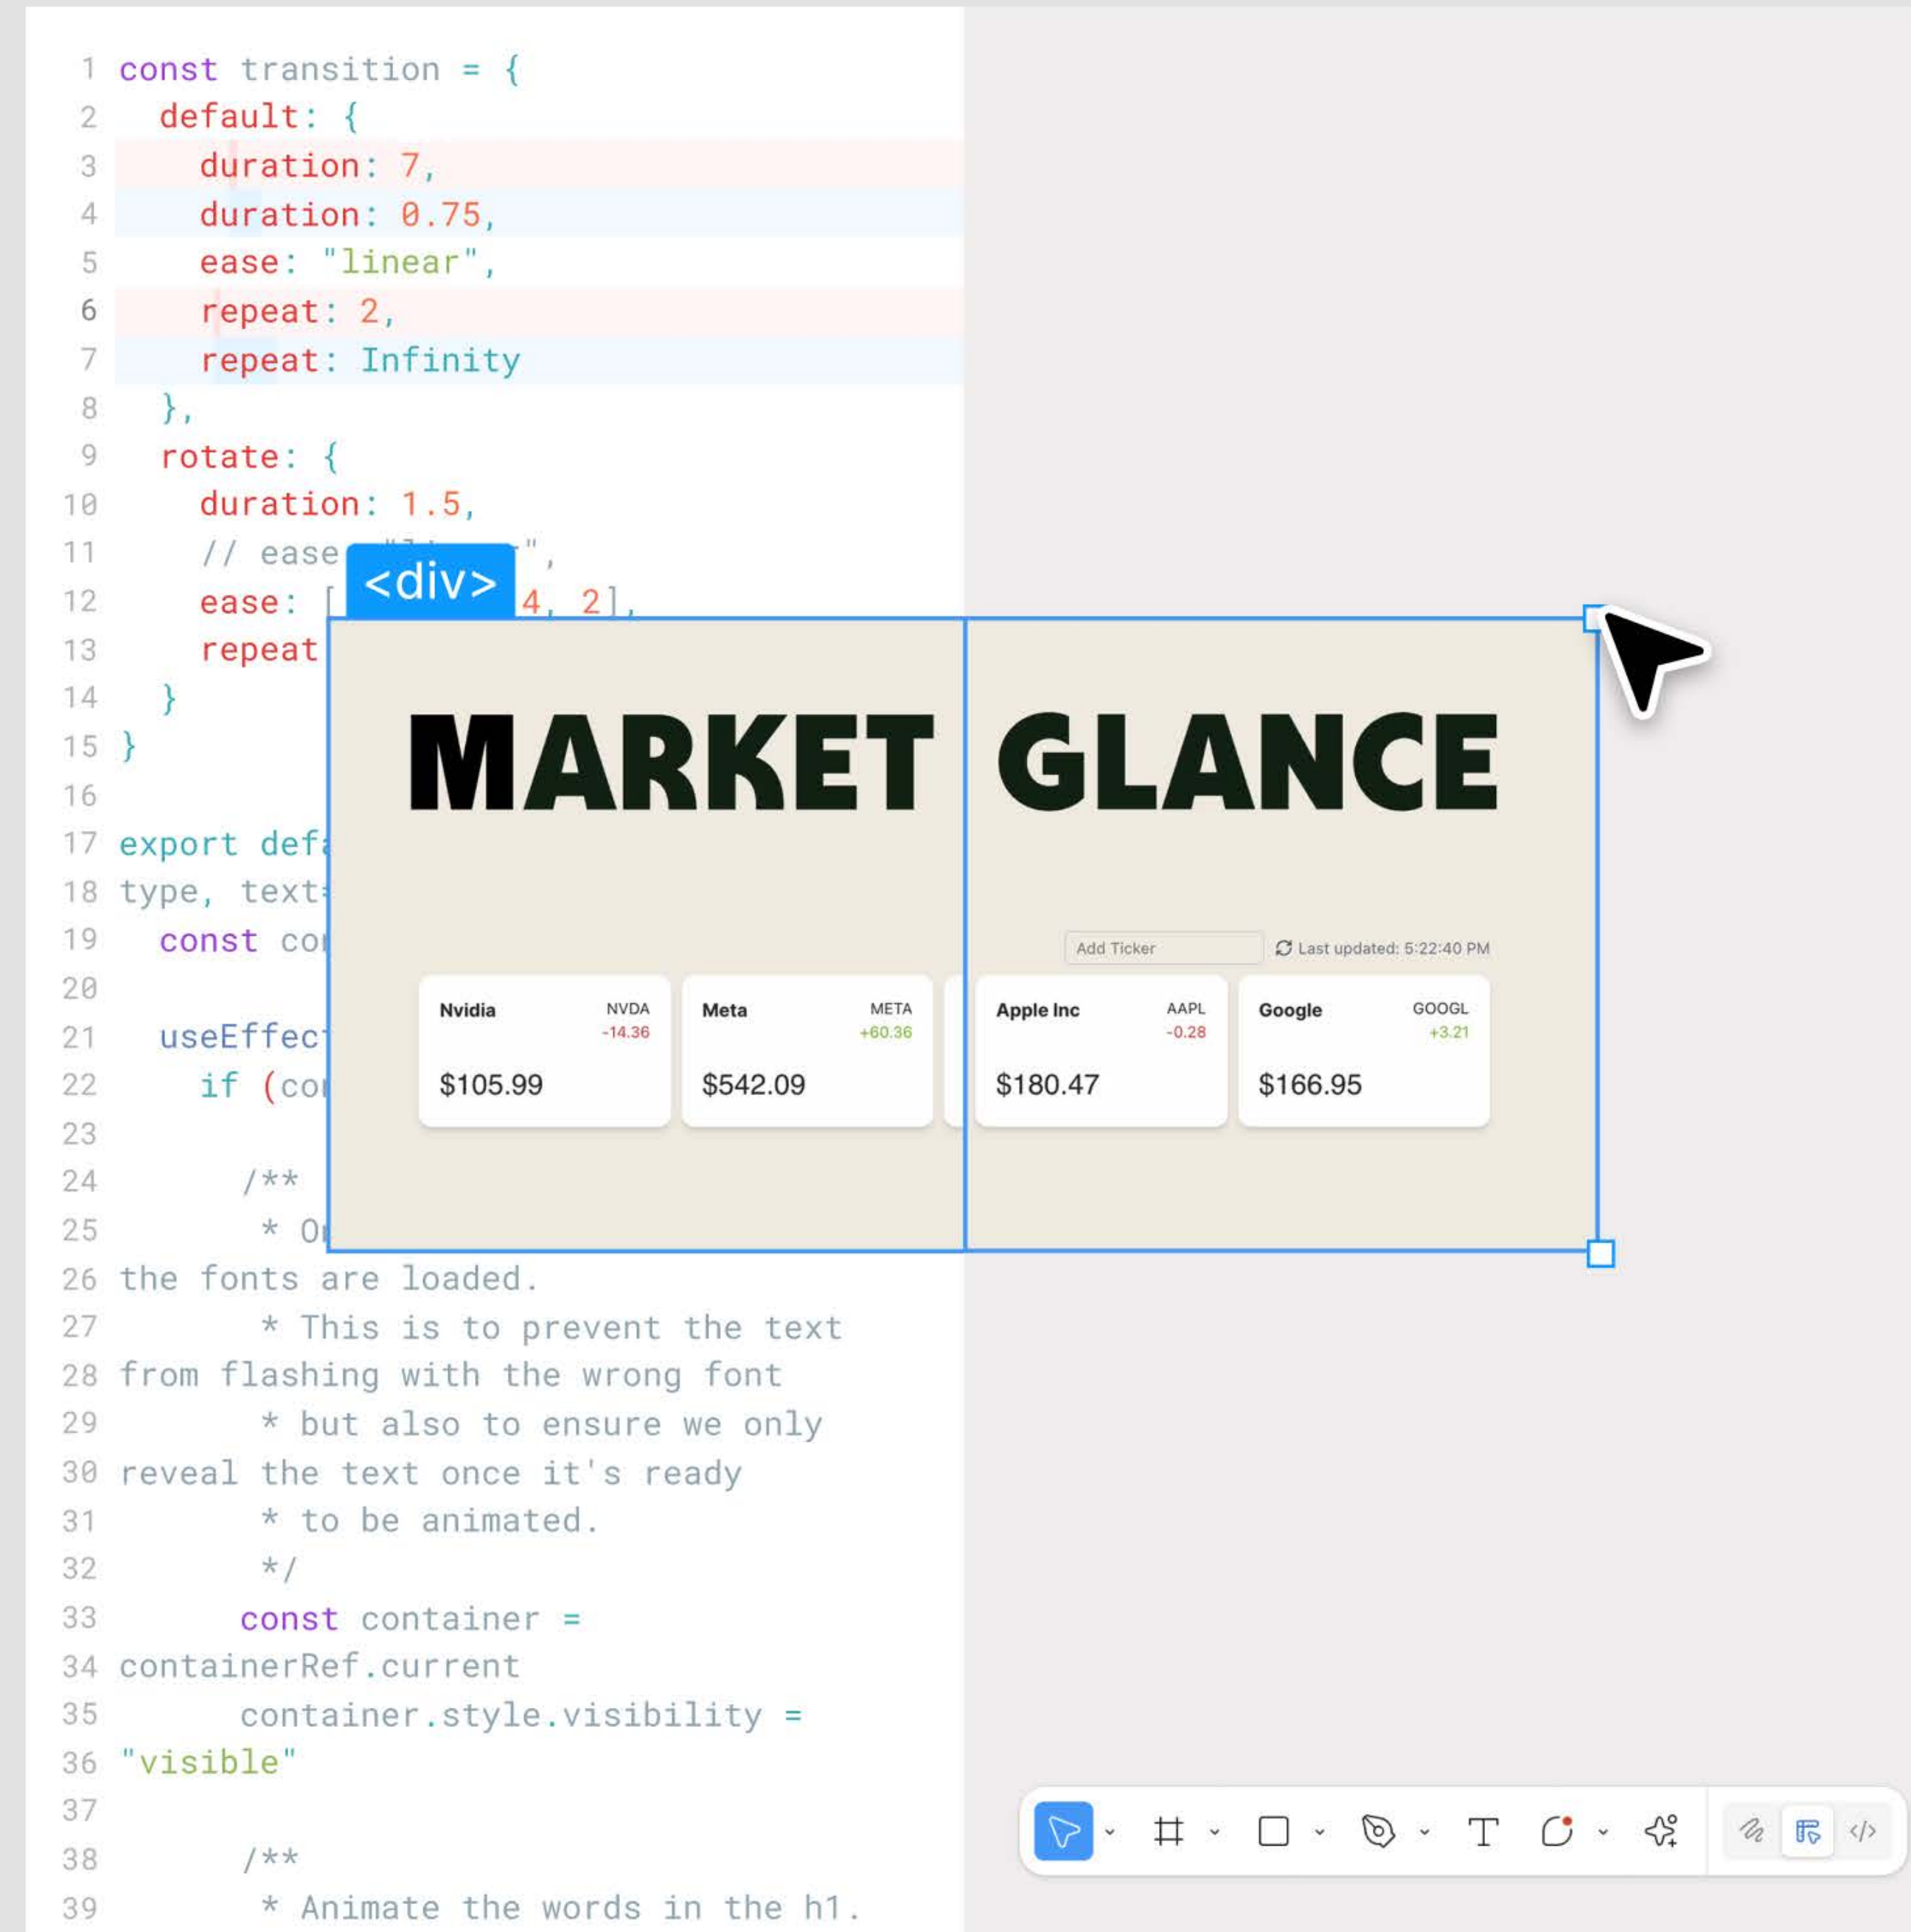 1 const transition = {
2 default: {
3 duration: 7,
4 duration: 0.75,
5 ease: "linear",
6 repeat: 2,
7 repeat: Infinity
8 },
9 rotate: {
10 duration: 1.5,
11 // ease ",
<div>
12 ease: [ 4, 2],
13 repeat
14 }
15 }
16
17 export
18 type, text=
19 const
20
21
22 if (
23
24 /**
25 *
MARKET GLANCE
Add Ticker Last updated: 5:22:40 PM
Nvidia NVDA
-14.36
$105.99
Meta META
+60.36
$542.09
Apple Inc AAPL
-0.28
$180.47
Google GOOGL
+3.21
$166.95
26 the fonts are loaded.
27 * This is to prevent the text
28 from flashing with the wrong font
29 * but also to ensure we only
30 reveal the text once it's ready
31 * to be animated.
32 */
33 const container =
34 containerRef.current
35 container.style.visibility =
36 "visible"
37
38 /**
39 * Animate the words in the h1.